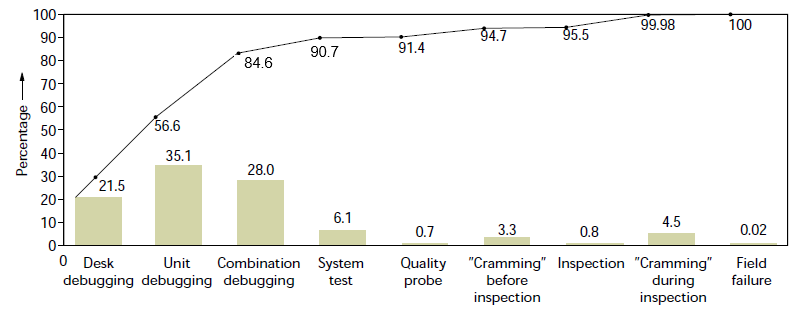 100
90
80
70
60
50
40
30
20
10
0
Percentage
21.5
56.6
84.6
90.7
91.4
94.7
95.5
99.98
100
35.1
28.0
6.1
0.7
3.3
0.8
4.5
0.02
0
Desk
debugging
Unit
debugging
Combination
debugging
System
test
Quality
probe
"Cramming"
before
inspection
Inspection
"Cramming"
during
inspection
Field
failure